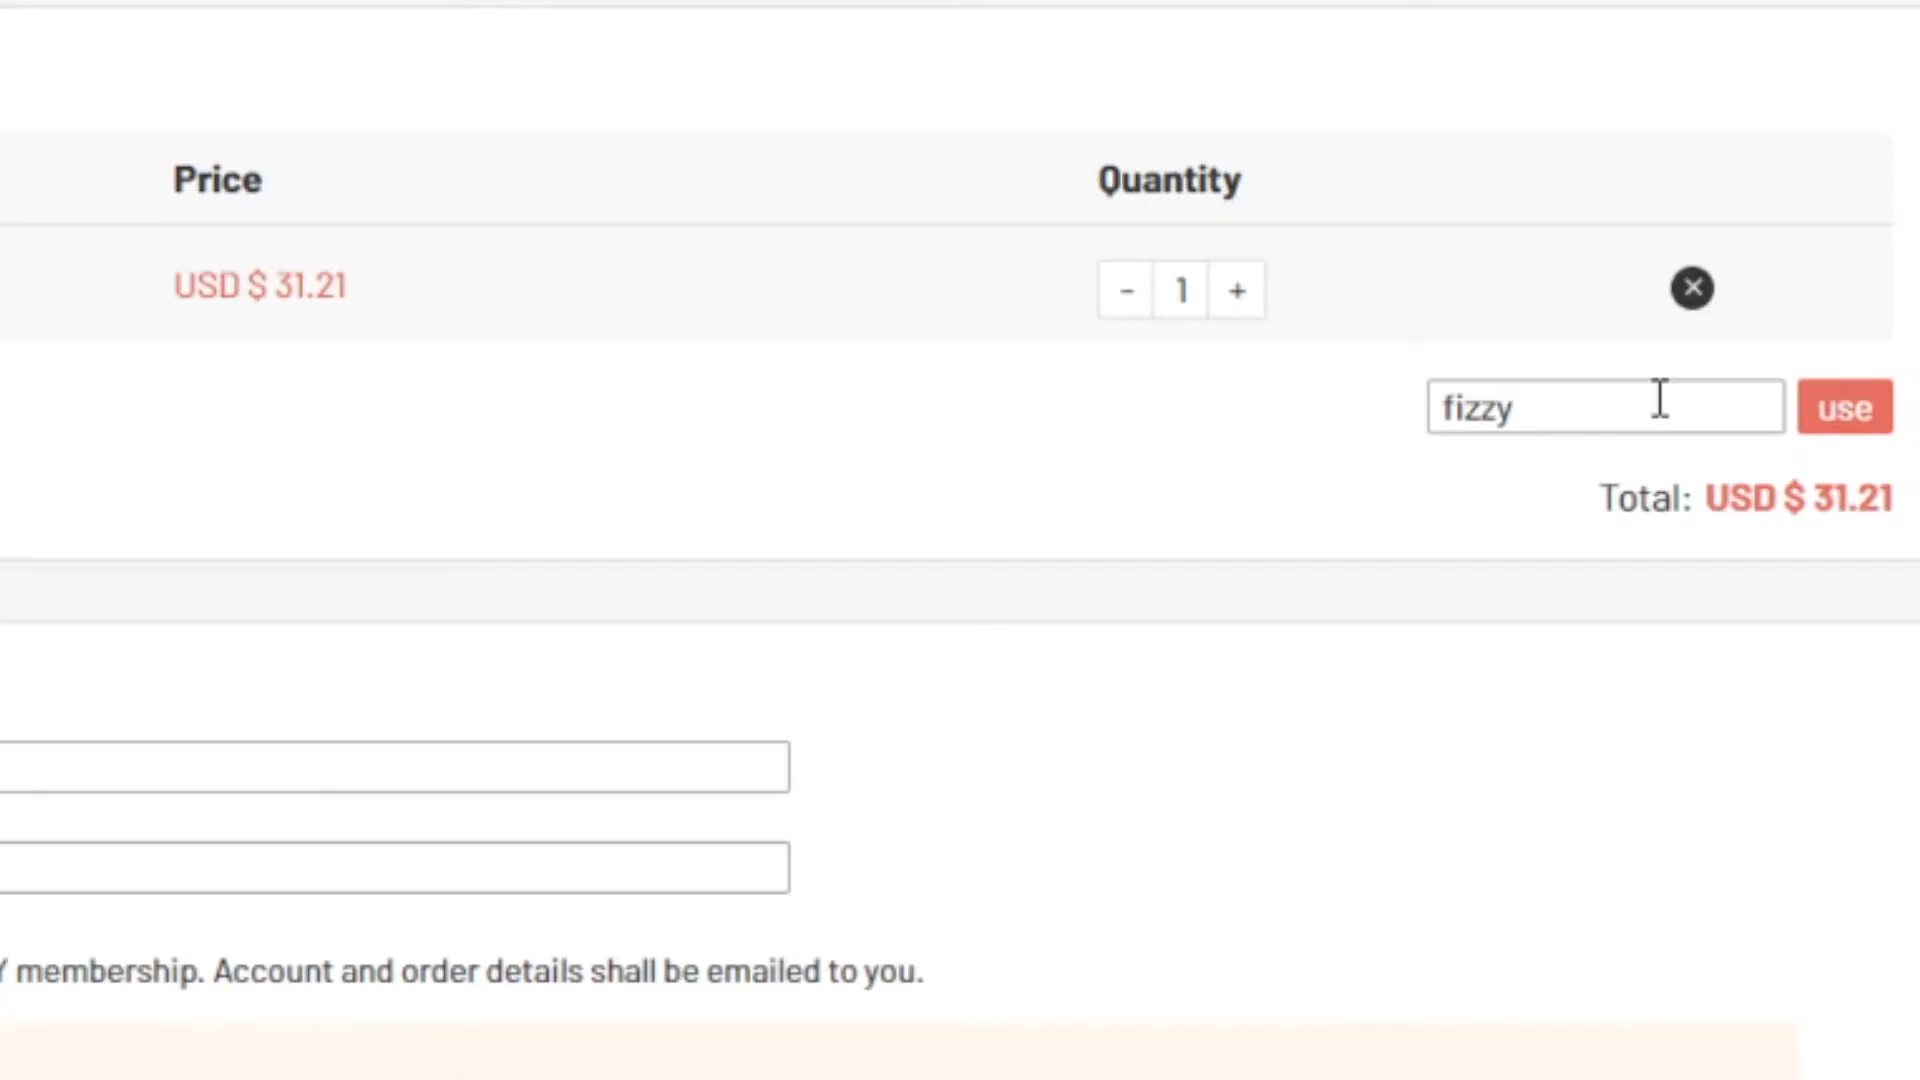 Price Quantity
USD $ 31.21 - 1 +
fizzy use
Total: USD $ 31.21
membership. Account and order details shall be emailed to you.